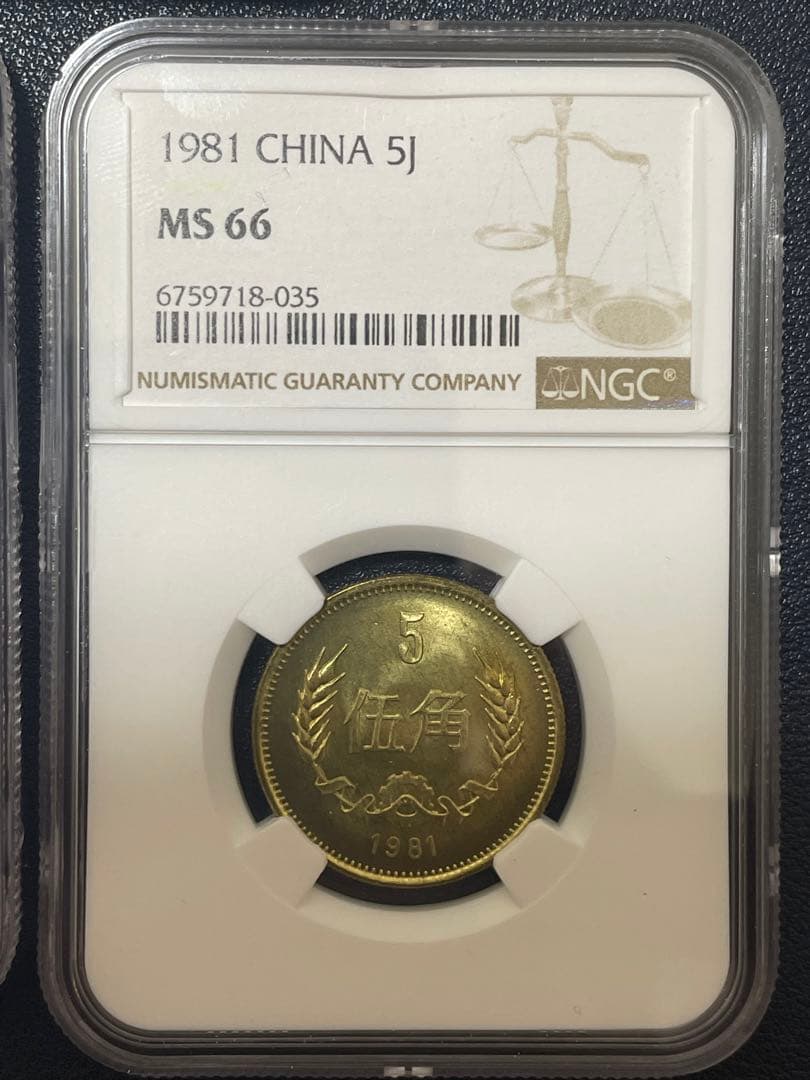 1981 CHINA 5J
MS 66
6759718-035
NUMISMATIC GUARANTY COMPANY
NGC®
5
伍角
1981